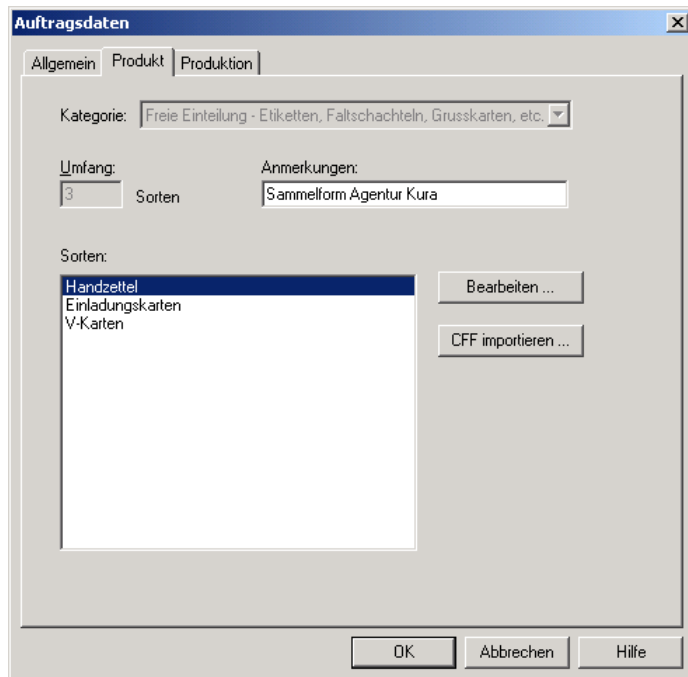 Auftragsdaten
Allgemein Produkt Produktion
Kategorie: Freie Einteilung - Etiketten, Faltschachteln, Grusskarten, etc.
Umfang: Anmerkungen:
3 Sorten Sammelform Agentur Kura
Sorten:
Handzettel Bearbeiten ...
Einladungskarten
V-Karten
CFF importieren ...
OK Abbrechen Hilfe